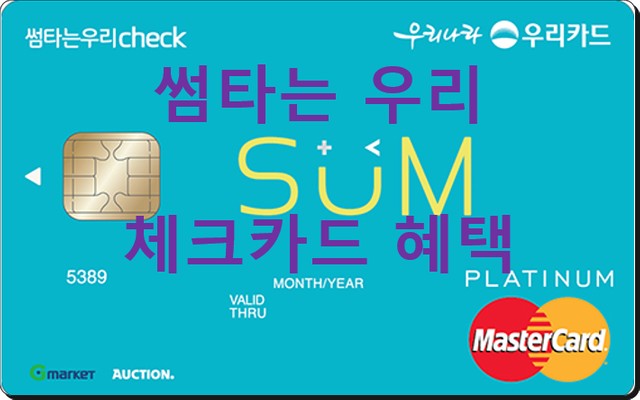 썸타는우리check
우리나라 우리카드
썸타는 우리
SUM
체크카드 혜택
5389
MONTH/YEAR
VALID
THRU
PLATINUM
MasterCard
Gmarket AUCTION.